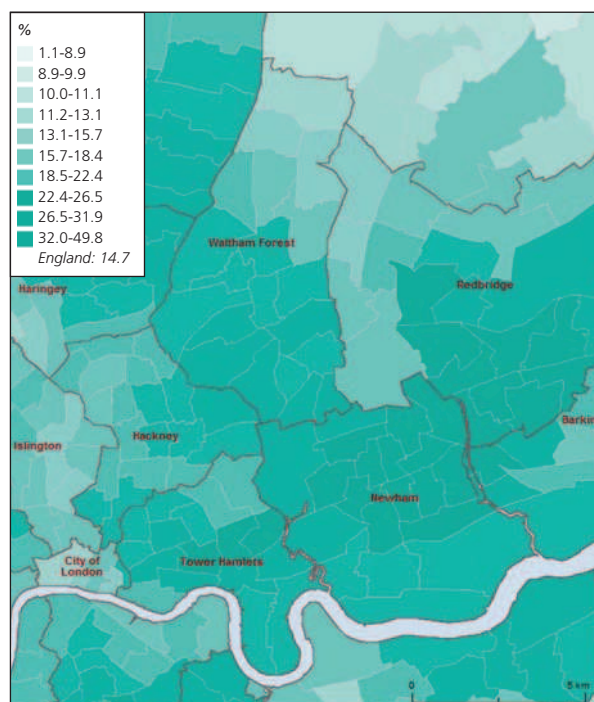 %
1.1-8.9
8.9-9.9
10.0-11.1
11.2-13.1
13.1-15.7
15.7-18.4
18.5-22.4
22.4-26.5
26.5-31.9
32.0-49.8
England: 14.7
Waltham Forest
Haringey
Redbridge
Barkin
Islington
Hackney
Newham
City of
London
Tower Hamlets
0 5 km